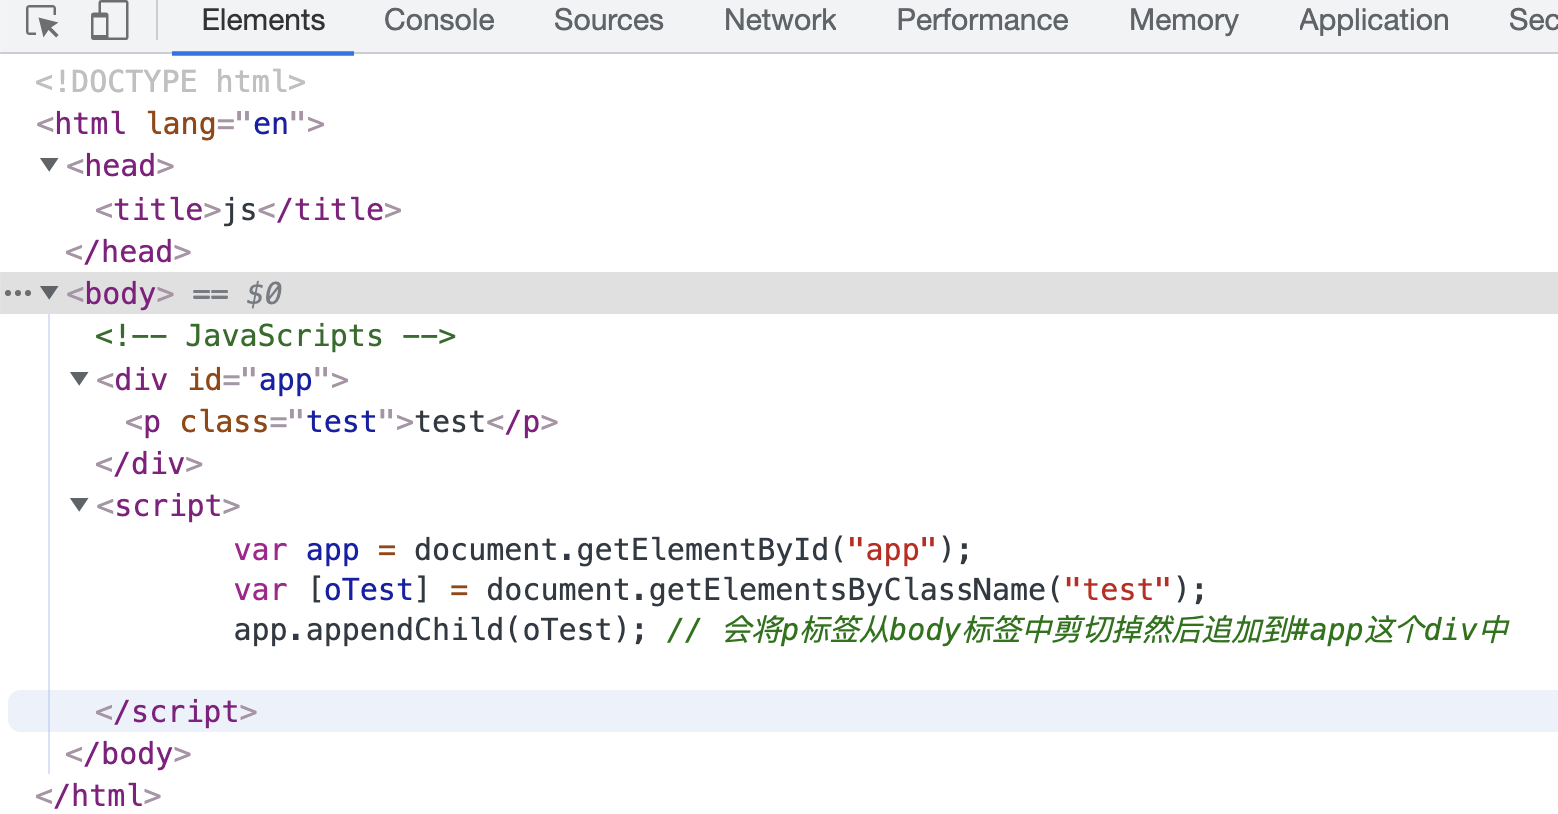 Elements Console Sources Network Performance Memory Application Sec
<!DOCTYPE html>
<html lang="en">
<head>
<title>js</title>
</head>
<body> == $0
<!-- JavaScripts -->
<div id="app">
<p class="test">test</p>
</div>
<script>
var app = document.getElementById("app");
var [oTest] = document.getElementsByClassName("test");
app.appendChild(oTest); // 会将p标签从body标签中剪切掉然后追加到#app这个div中
</script>
</body>
</html>